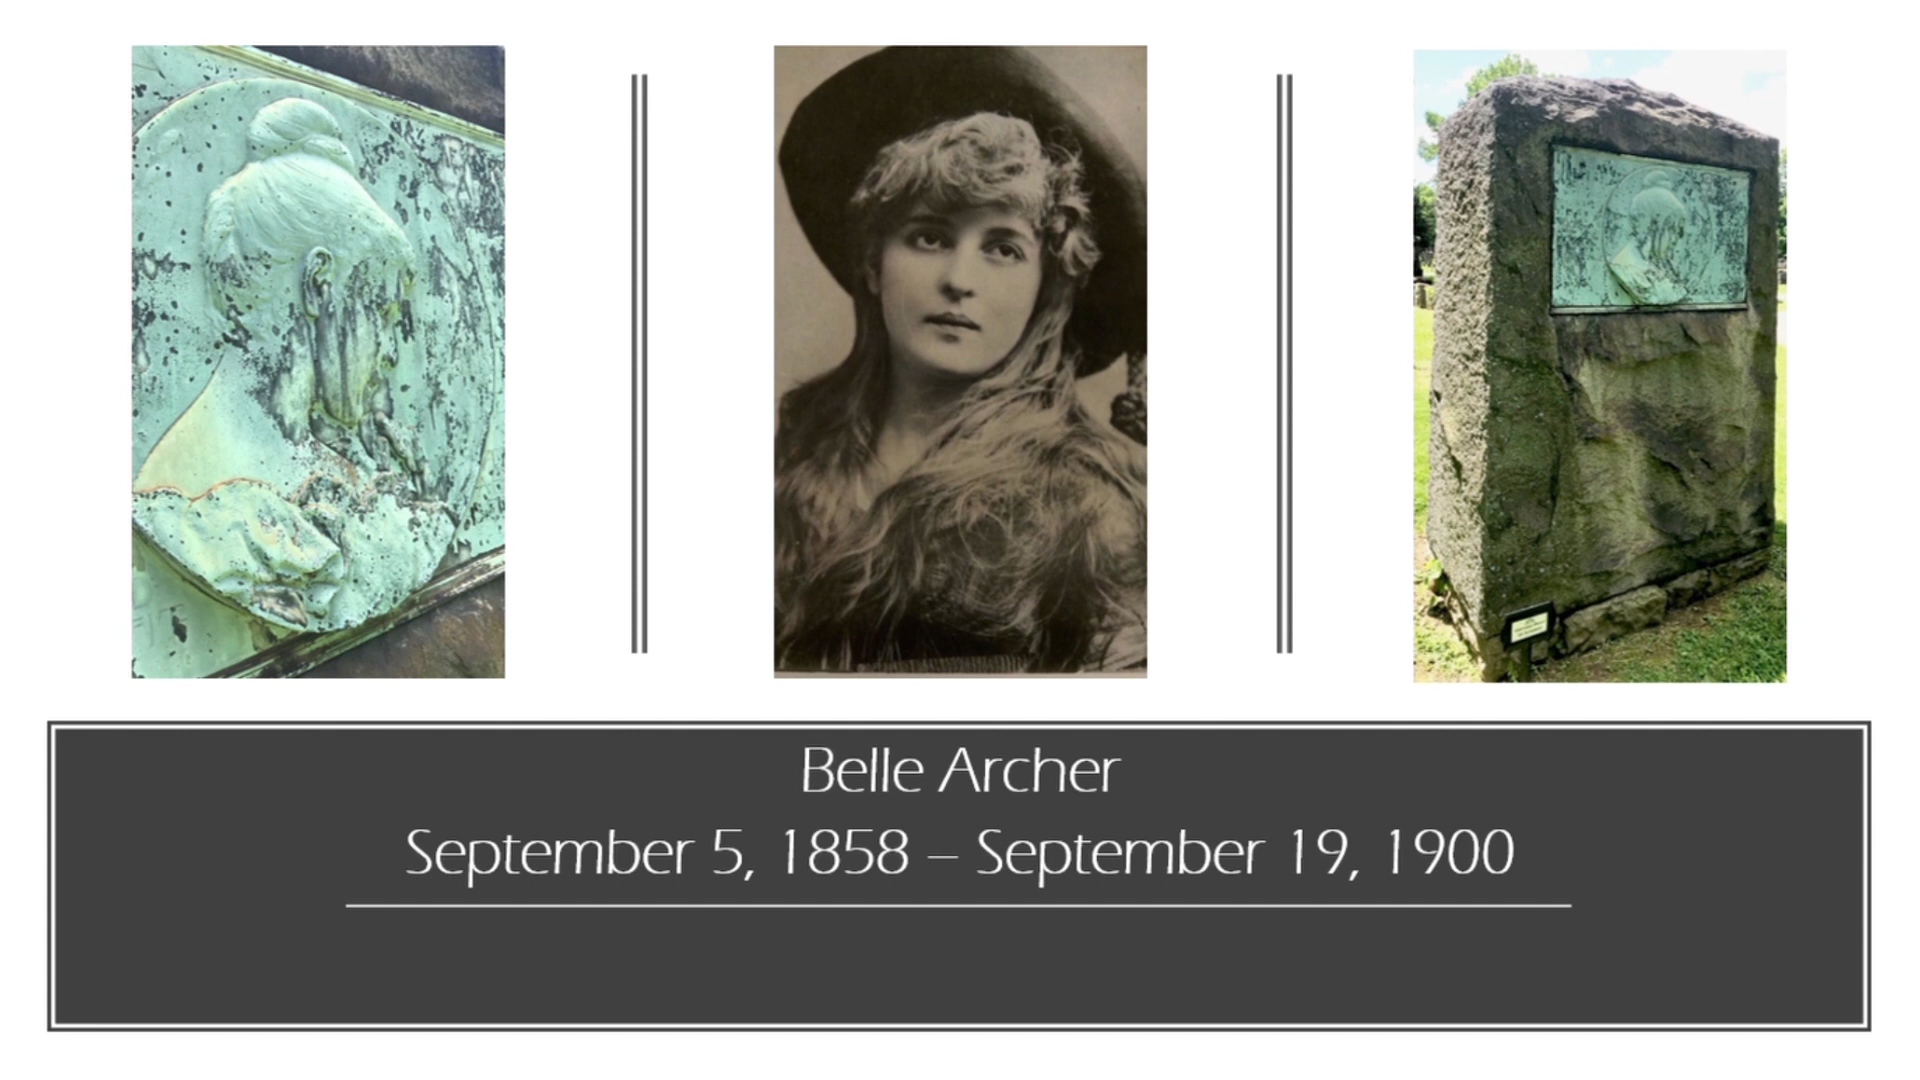 Belle Archer
September 5, 1858 – September 19, 1900